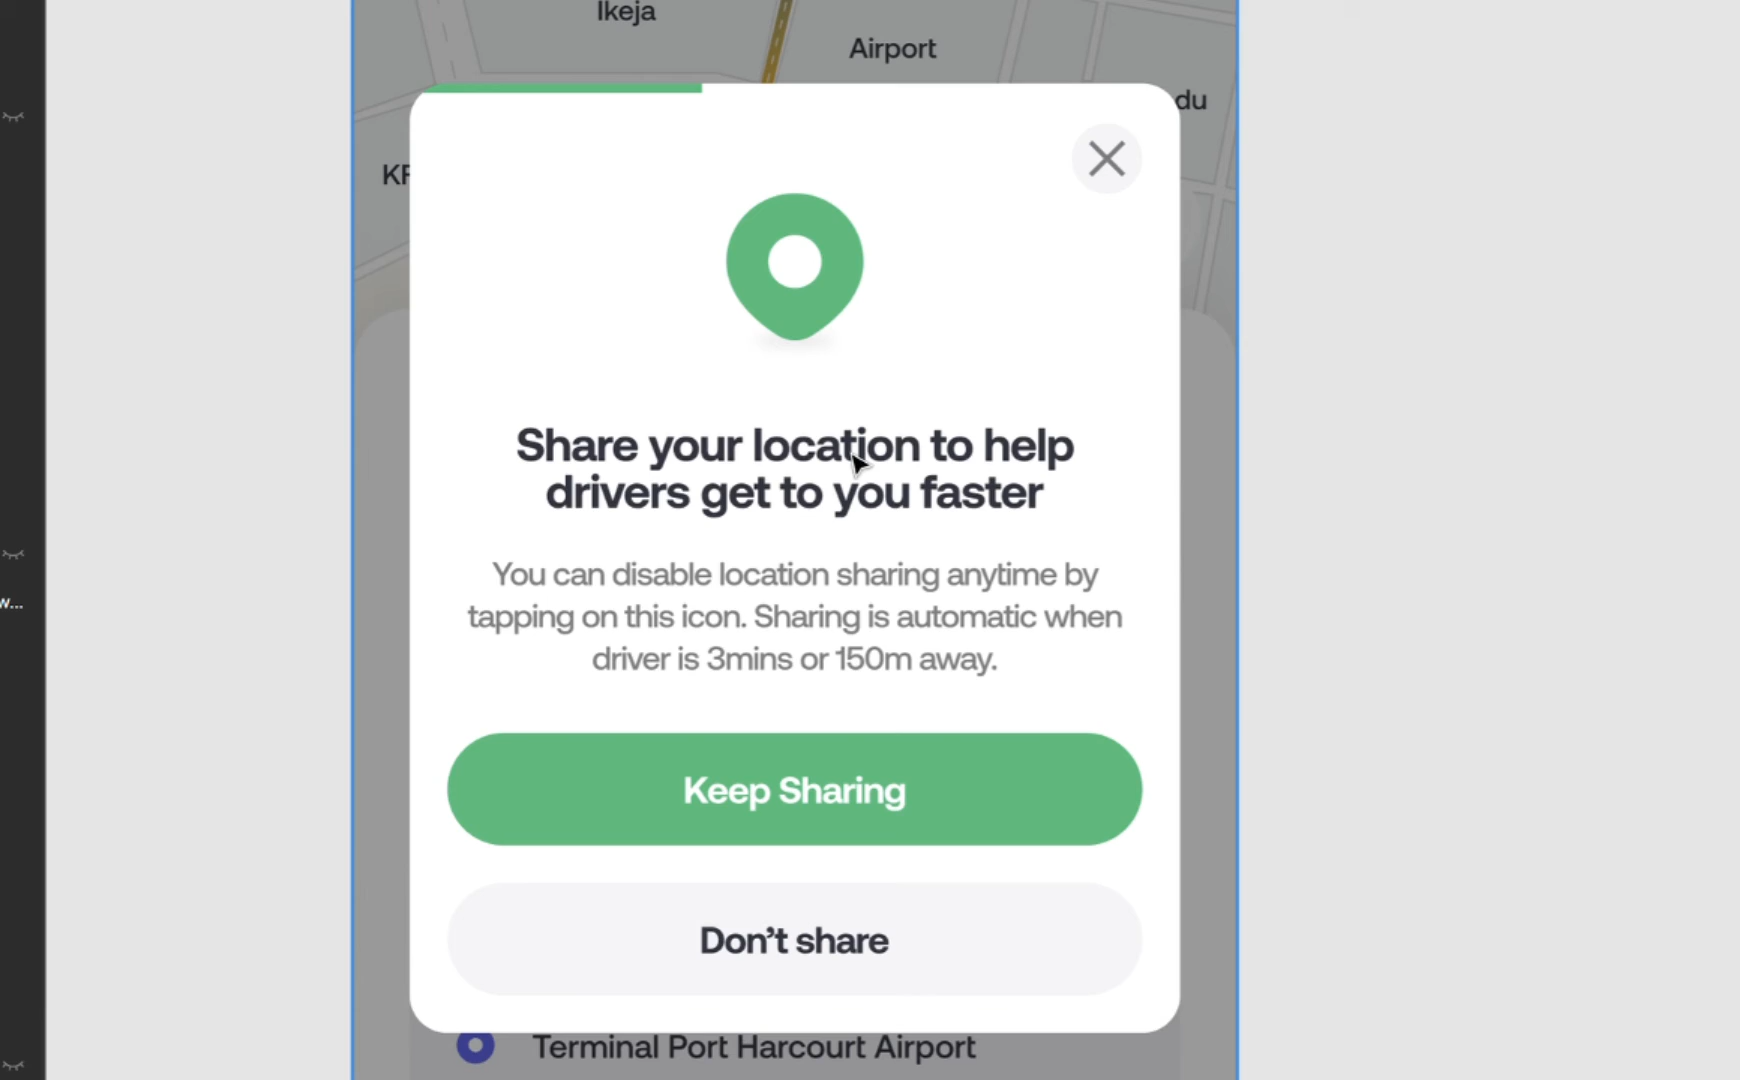 Ikeja
Airport
du
KF
Share your location to help
drivers get to you faster
You can disable location sharing anytime by
tapping on this icon. Sharing is automatic when
driver is 3mins or 150m away.
w...
Keep Sharing
Don’t share
Terminal Port Harcourt Airport